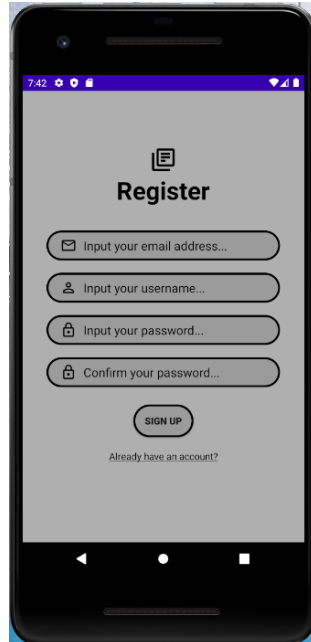 7:42
Register
Input your email address...
Input your username...
Input your password...
Confirm your password...
SIGN UP
Already have an account?